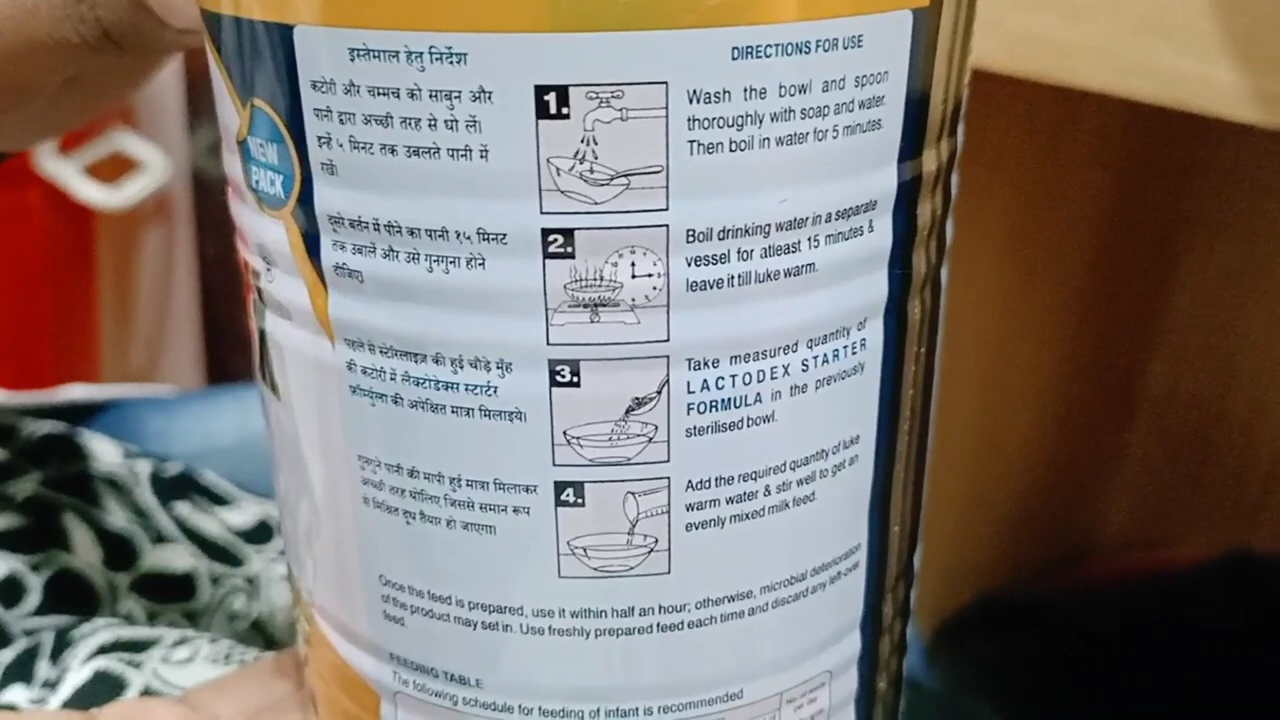 इस्तेमाल हेतु निर्देश
कटोरी और चम्मच को साबुन और
पानी द्वारा अच्छी तरह से धो लें।
इन्हें ५ मिनट तक उबलते पानी में
रखें।
दूसरे बर्तन में पीने का पानी १५ मिनट
तक उबालें और उसे गुनगुना होने
दीजिए।
पहले से स्टेरिलाइज़ की हुई चौड़े मुँह
की कटोरी में लैक्टोडेक्स स्टार्टर
फ़ॉर्म्युला की अपेक्षित मात्रा मिलाइये।
गुनगुने पानी की मापी हुई मात्रा मिलाकर
अच्छी तरह घोलिए जिससे समान रूप
से मिश्रित दूध तैयार हो जाएगा।
NEW
PACK
1.
2.
3.
4.
DIRECTIONS FOR USE
Wash the bowl and spoon
thoroughly with soap and water.
Then boil in water for 5 minutes.
Boil drinking water in a separate
vessel for atleast 15 minutes &
leave it till luke warm.
Take measured quantity of
LACTODEX STARTER
FORMULA in the previously
sterilised bowl.
Add the required quantity of luke
warm water & stir well to get an
evenly mixed milk feed.
Once the feed is prepared, use it within half an hour; otherwise, microbial deterioration
of the product may set in. Use freshly prepared feed each time and discard any left-over
feed.
FEEDING TABLE
The following schedule for feeding of infant is recommended